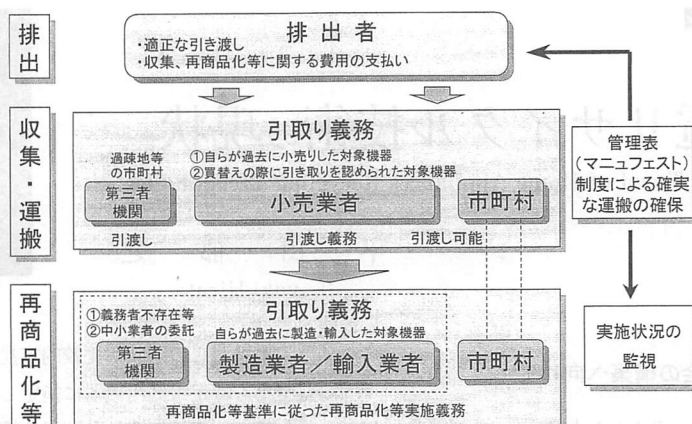 排出
排出者
・適正な引き渡し
・収集、再商品化等に関する費用の支払い
収集・運搬
引取り義務
過疎地等
の市町村
①自らが過去に小売りした対象機器
②買替えの際に引き取りを認められた対象機器
第三者
機関
小売業者
市町村
引渡し
引渡し義務
引渡し可能
管理表
(マニュフェスト)
制度による確実
な運搬の確保
再商品化等
引取り義務
①義務者不存在等
②中小業者の委託
自らが過去に製造・輸入した対象機器
第三者
機関
製造業者／輸入業者
市町村
再商品化等基準に従った再商品化等実施義務
実施状況の
監視